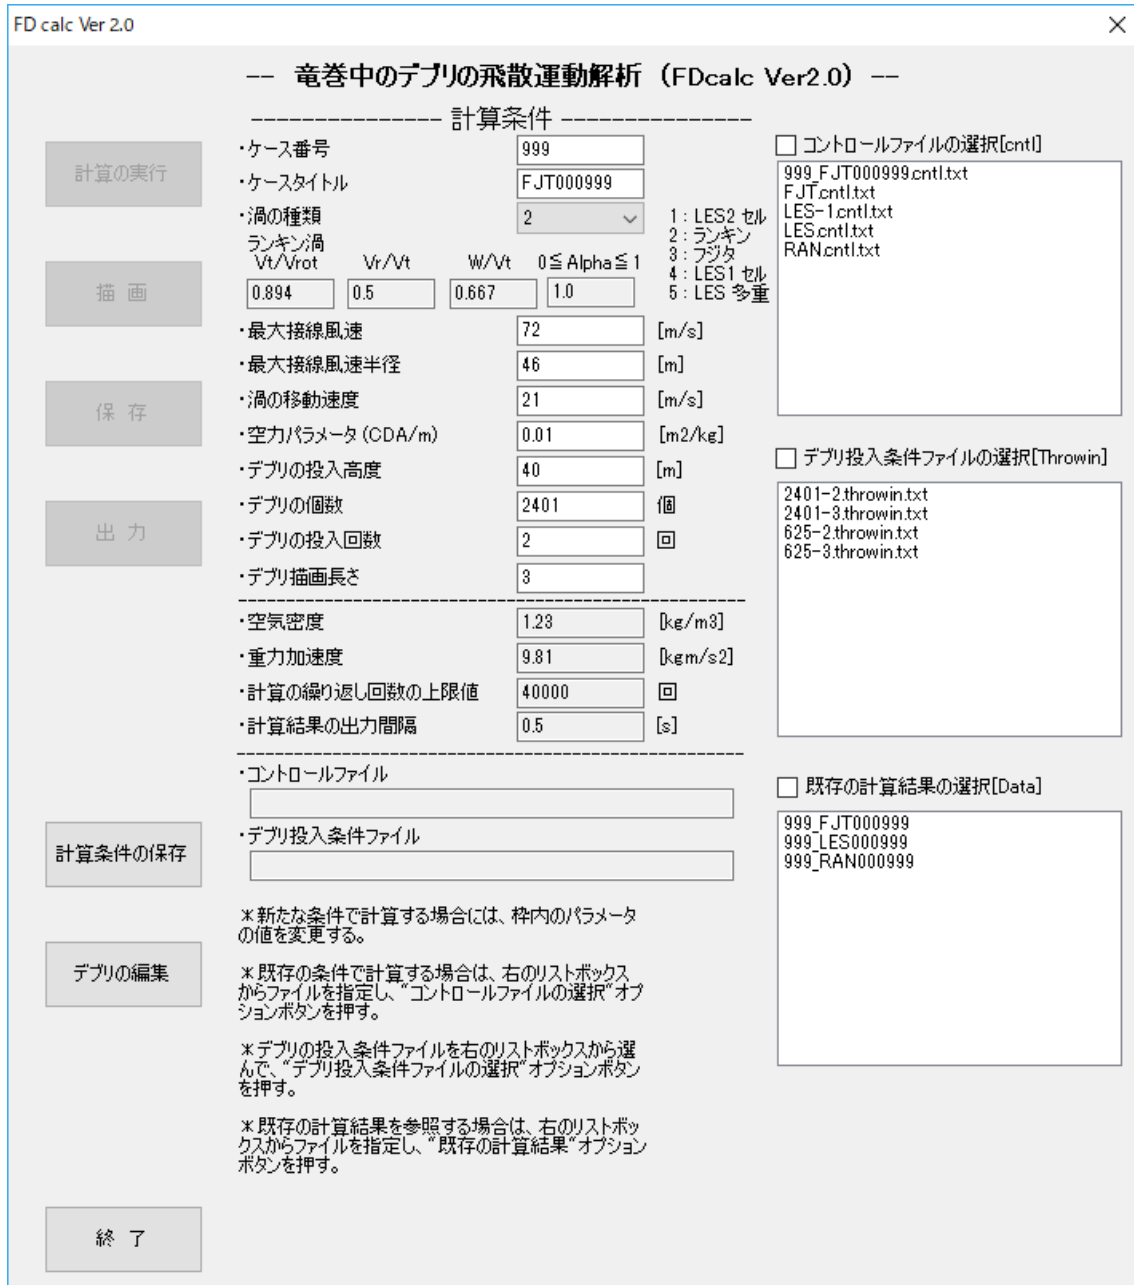 FD calc Ver 2.0
-- 竜巻中のデブリの飛散運動解析 (FDcalc Ver2.0) --
--------------- 計算条件 ---------------
計算の実行
描 画
保 存
出 力
計算条件の保存
デブリの編集
終 了
・ケース番号 999
・ケースタイトル FJT000999
・渦の種類 2
1:LES2 セル
2:ランキン
3:フジタ
4:LES1 セル
5:LES 多重
ランキン渦
Vt/Vrot Vr/Vt W/Vt 0≦Alpha≦1
0.894 0.5 0.667 1.0
・最大接線風速 72 [m/s]
・最大接線風速半径 46 [m]
・渦の移動速度 21 [m/s]
・空力パラメータ(CDA/m) 0.01 [m2/kg]
・デブリの投入高度 40 [m]
・デブリの個数 2401 個
・デブリの投入回数 2 回
・デブリ描画長さ 3
・空気密度 1.23 [kg/m3]
・重力加速度 9.81 [kgm/s2]
・計算の繰り返し回数の上限値 40000 回
・計算結果の出力間隔 0.5 [s]
・コントロールファイル
・デブリ投入条件ファイル
＊新たな条件で計算する場合には、枠内のパラメータ
の値を変更する。
＊既存の条件で計算する場合は、右のリストボックス
からファイルを指定し、“コントロールファイルの選択”オプ
ションボタンを押す。
＊デブリの投入条件ファイルを右のリストボックスから選
んで、“デブリ投入条件ファイルの選択”オプションボタン
を押す。
＊既存の計算結果を参照する場合は、右のリストボッ
クスからファイルを指定し、“既存の計算結果”オプション
ボタンを押す。
コントロールファイルの選択[cntl]
999_FJT000999.cntl.txt
FJT.cntl.txt
LES-1.cntl.txt
LES.cntl.txt
RAN.cntl.txt
デブリ投入条件ファイルの選択[Throwin]
2401-2.throwin.txt
2401-3.throwin.txt
625-2.throwin.txt
625-3.throwin.txt
既存の計算結果の選択[Data]
999_FJT000999
999_LES000999
999_RAN000999